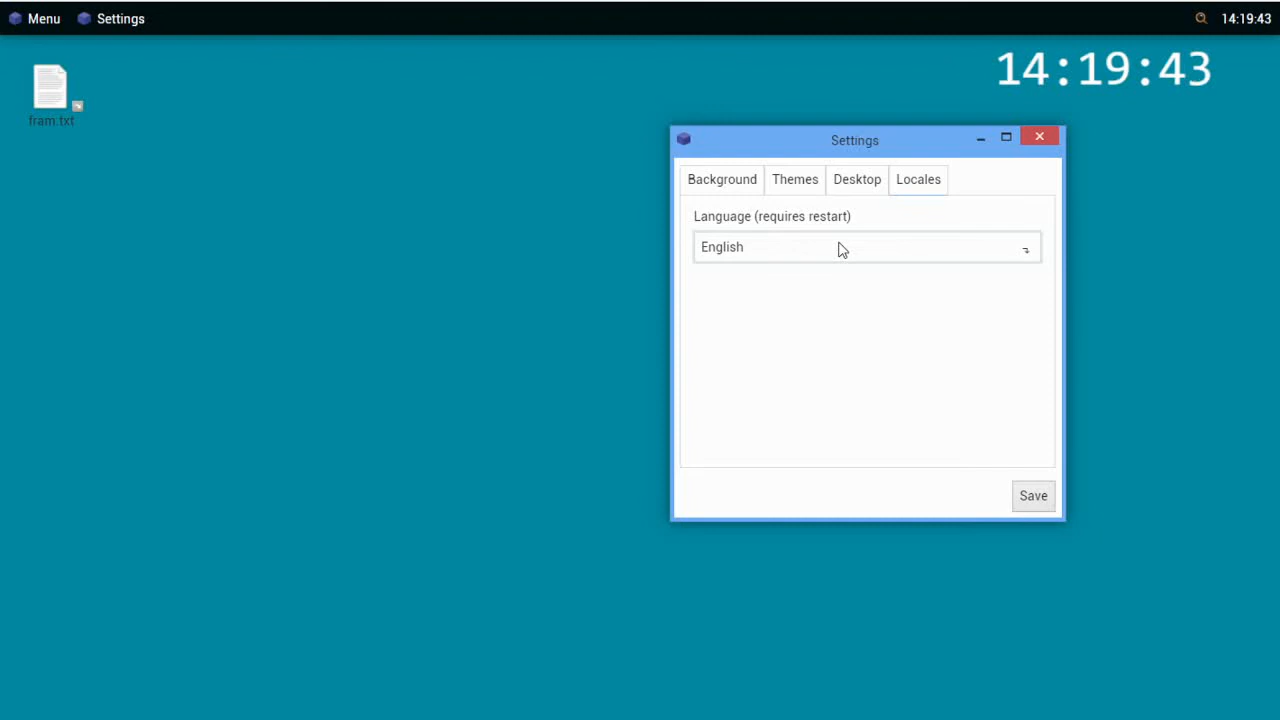 Menu Settings 14:19:43
14:19:43
fram.txt
Settings
Background Themes Desktop Locales
Language (requires restart)
English
Save